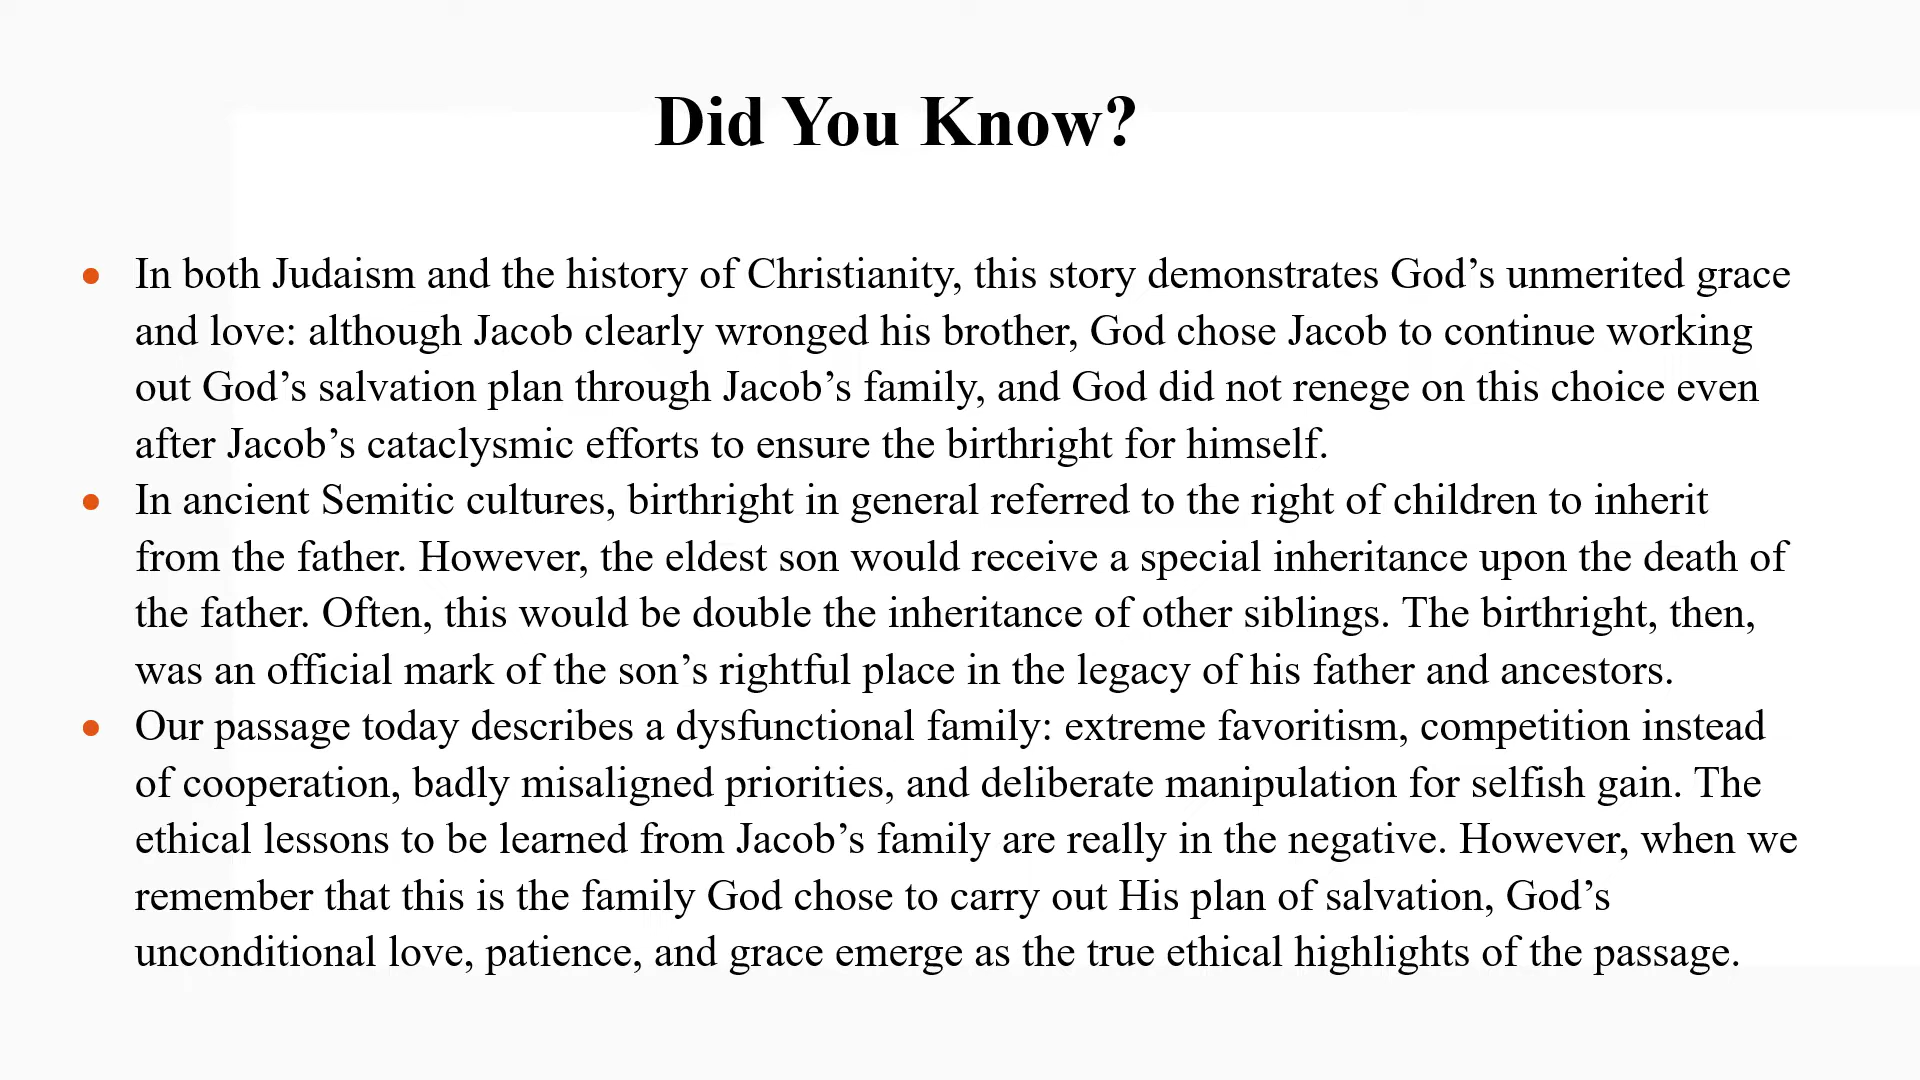 Did You Know?
• In both Judaism and the history of Christianity, this story demonstrates God’s unmerited grace
and love: although Jacob clearly wronged his brother, God chose Jacob to continue working
out God’s salvation plan through Jacob’s family, and God did not renege on this choice even
after Jacob’s cataclysmic efforts to ensure the birthright for himself.
• In ancient Semitic cultures, birthright in general referred to the right of children to inherit
from the father. However, the eldest son would receive a special inheritance upon the death of
the father. Often, this would be double the inheritance of other siblings. The birthright, then,
was an official mark of the son’s rightful place in the legacy of his father and ancestors.
• Our passage today describes a dysfunctional family: extreme favoritism, competition instead
of cooperation, badly misaligned priorities, and deliberate manipulation for selfish gain. The
ethical lessons to be learned from Jacob’s family are really in the negative. However, when we
remember that this is the family God chose to carry out His plan of salvation, God’s
unconditional love, patience, and grace emerge as the true ethical highlights of the passage.